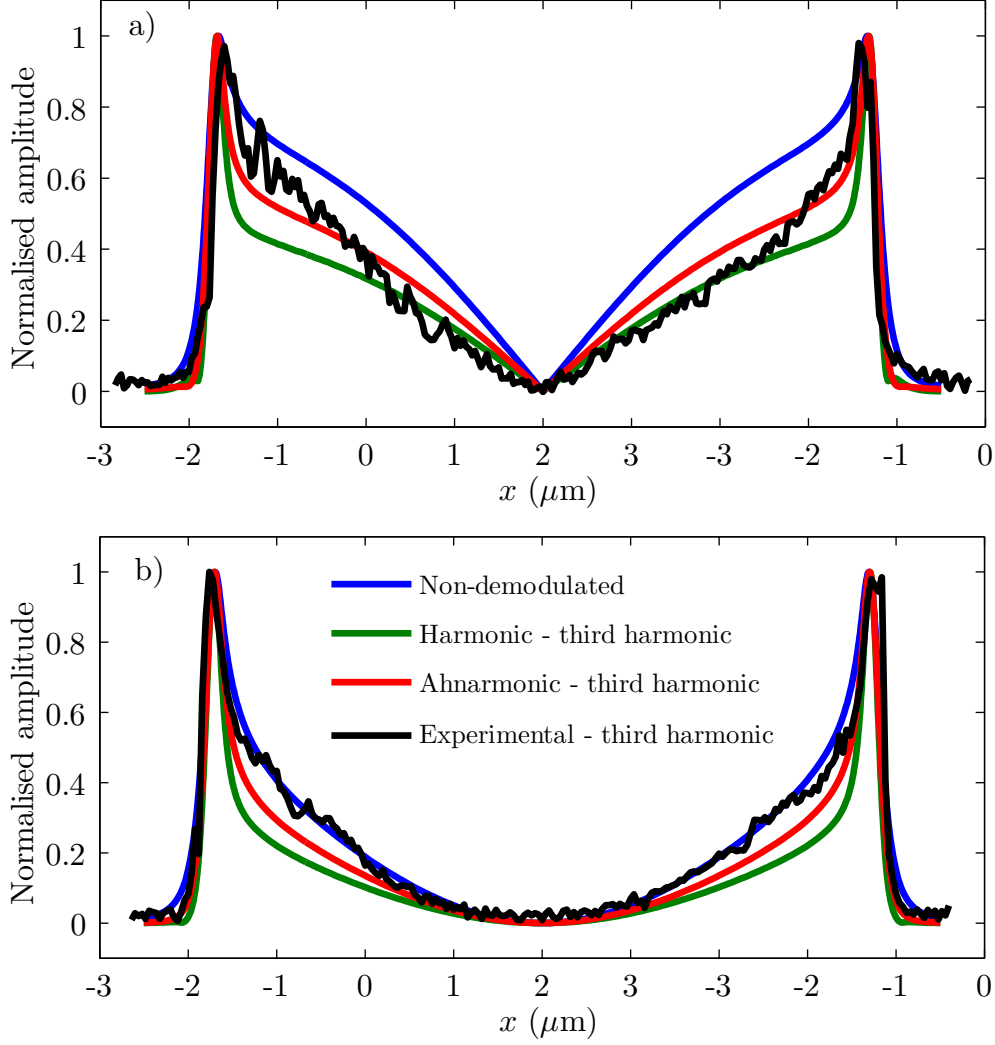 a)
Normalised amplitude
1
0.8
0.6
0.4
0.2
0
-3 -2 -1 0 1 2 3 -3 -2 -1 0
x (μm)
b)
Normalised amplitude
1
0.8
0.6
0.4
0.2
0
Non-demodulated
Harmonic - third harmonic
Ahnarmonic - third harmonic
Experimental - third harmonic
-3 -2 -1 0 1 2 3 -3 -2 -1 0
x (μm)